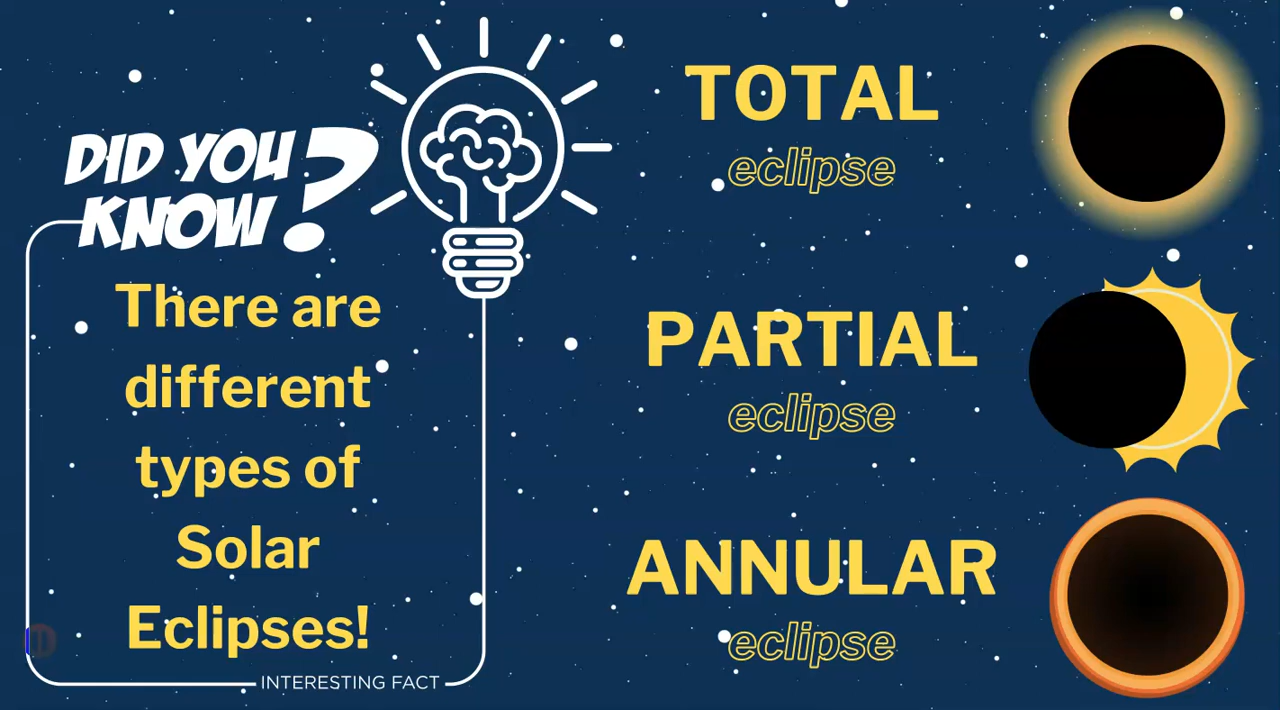 DID YOU
KNOW?
There are
different
types of
Solar
Eclipses!
INTERESTING FACT
TOTAL
eclipse
PARTIAL
eclipse
ANNULAR
eclipse